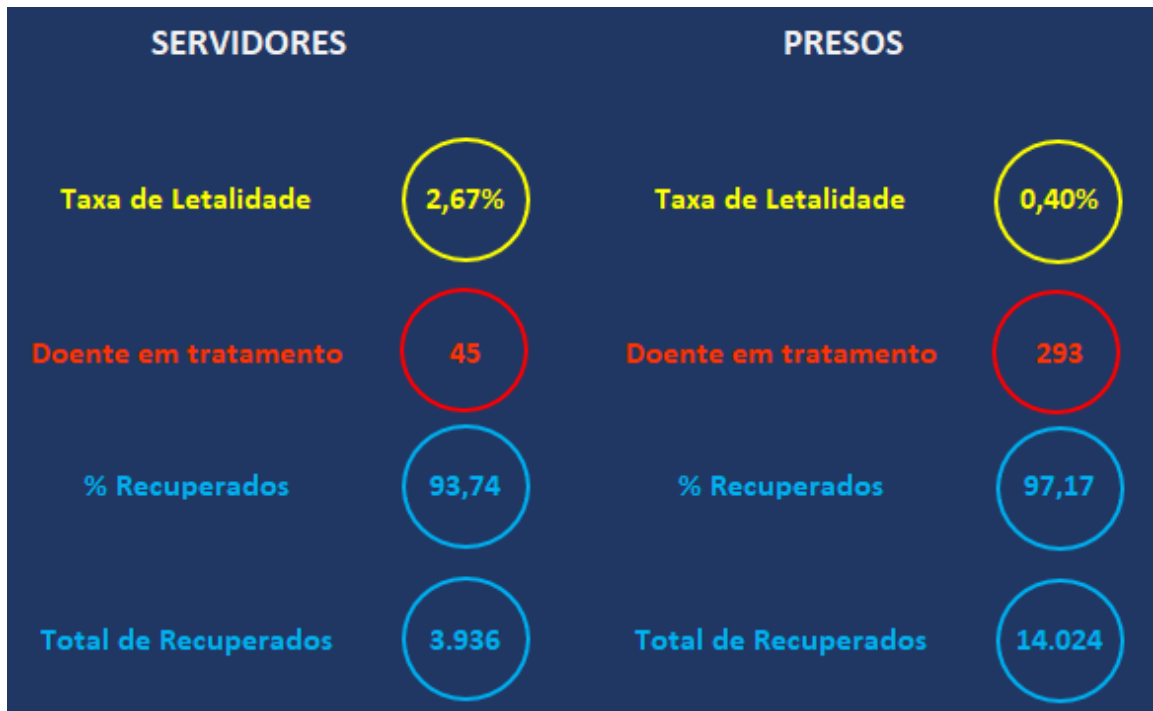 SERVIDORES PRESOS
Taxa de Letalidade 2,67% Taxa de Letalidade 0,40%
Doente em tratamento 45 Doente em tratamento 293
% Recuperados 93,74 % Recuperados 97,17
Total de Recuperados 3.936 Total de Recuperados 14.024